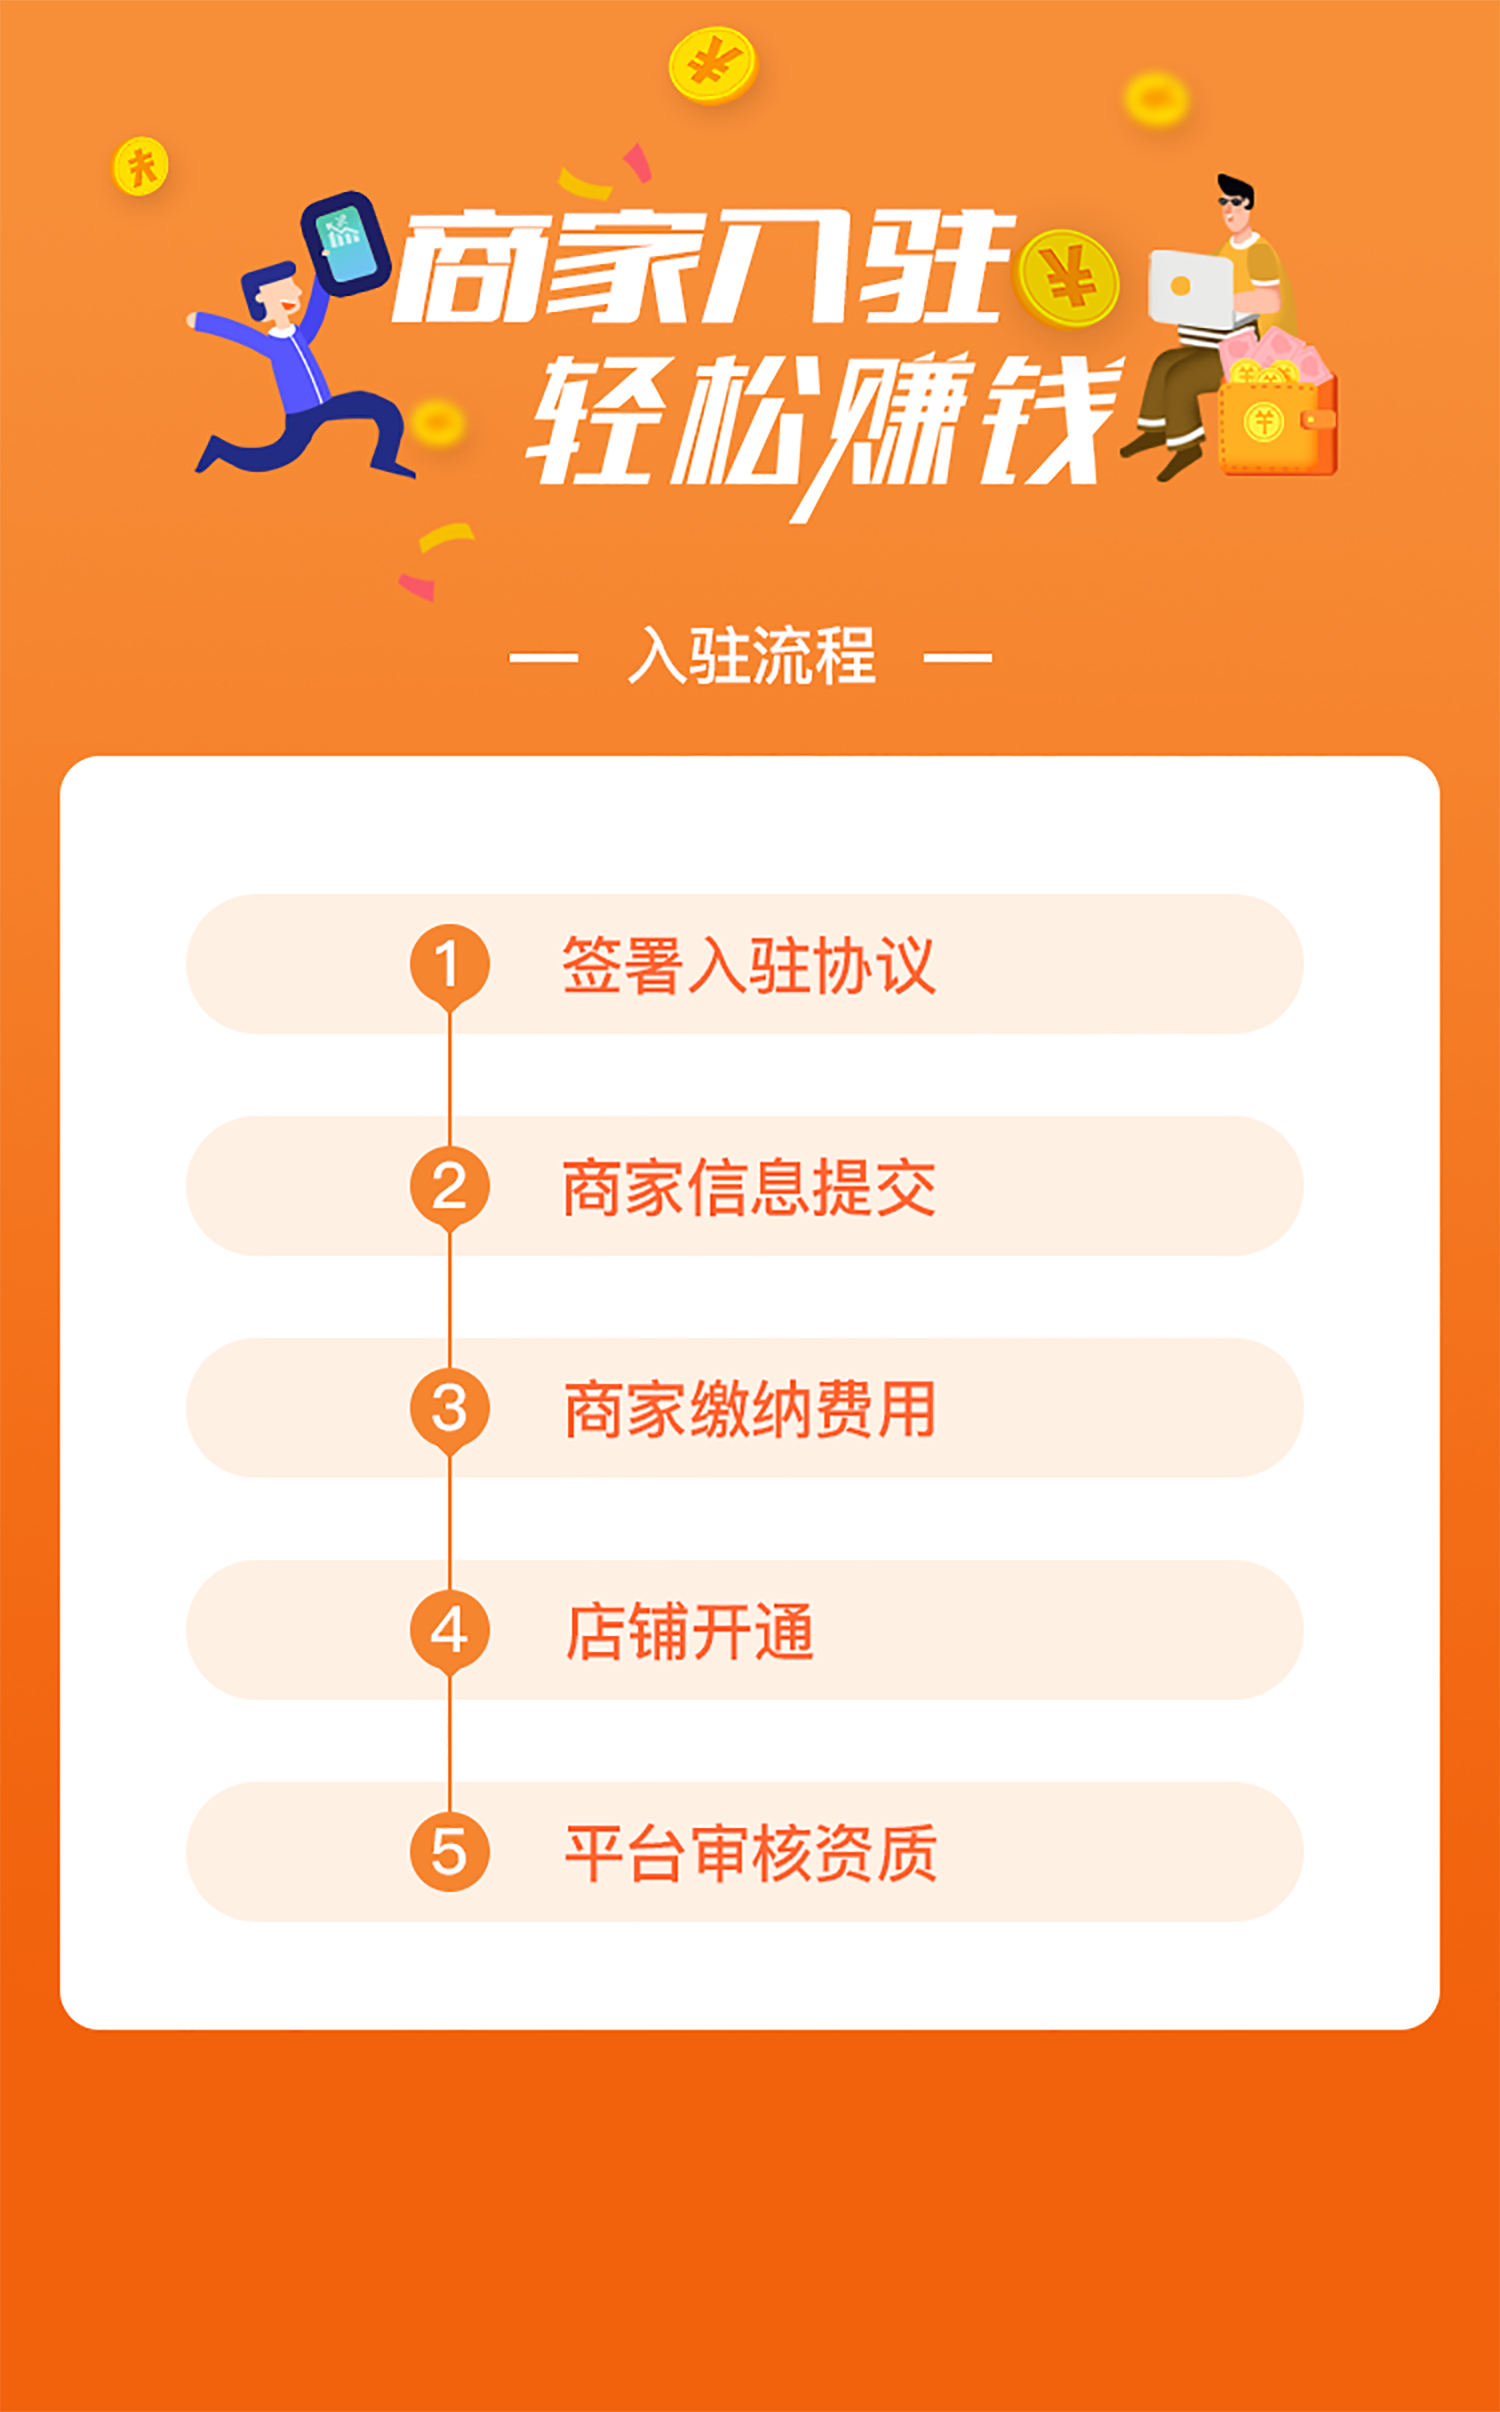 商家入驻
轻松赚钱
入驻流程
1 签署入驻协议
2 商家信息提交
3 商家缴纳费用
4 店铺开通
5 平台审核资质